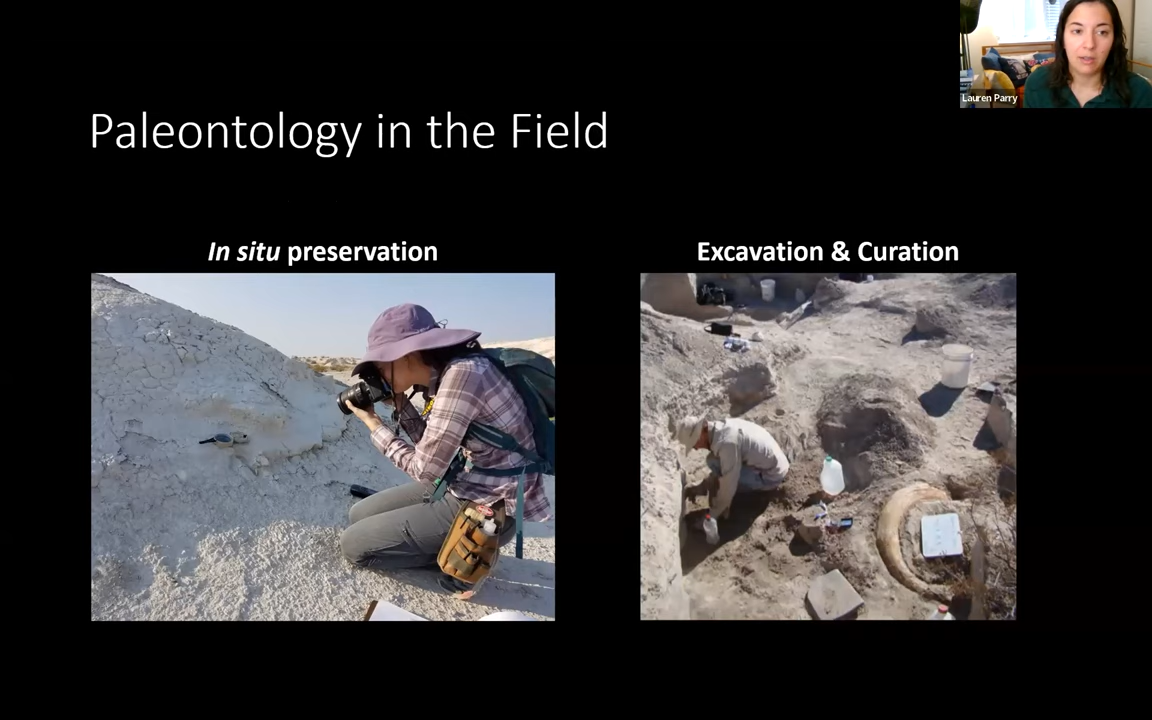 Lauren Parry
Paleontology in the Field
In situ preservation
Excavation & Curation